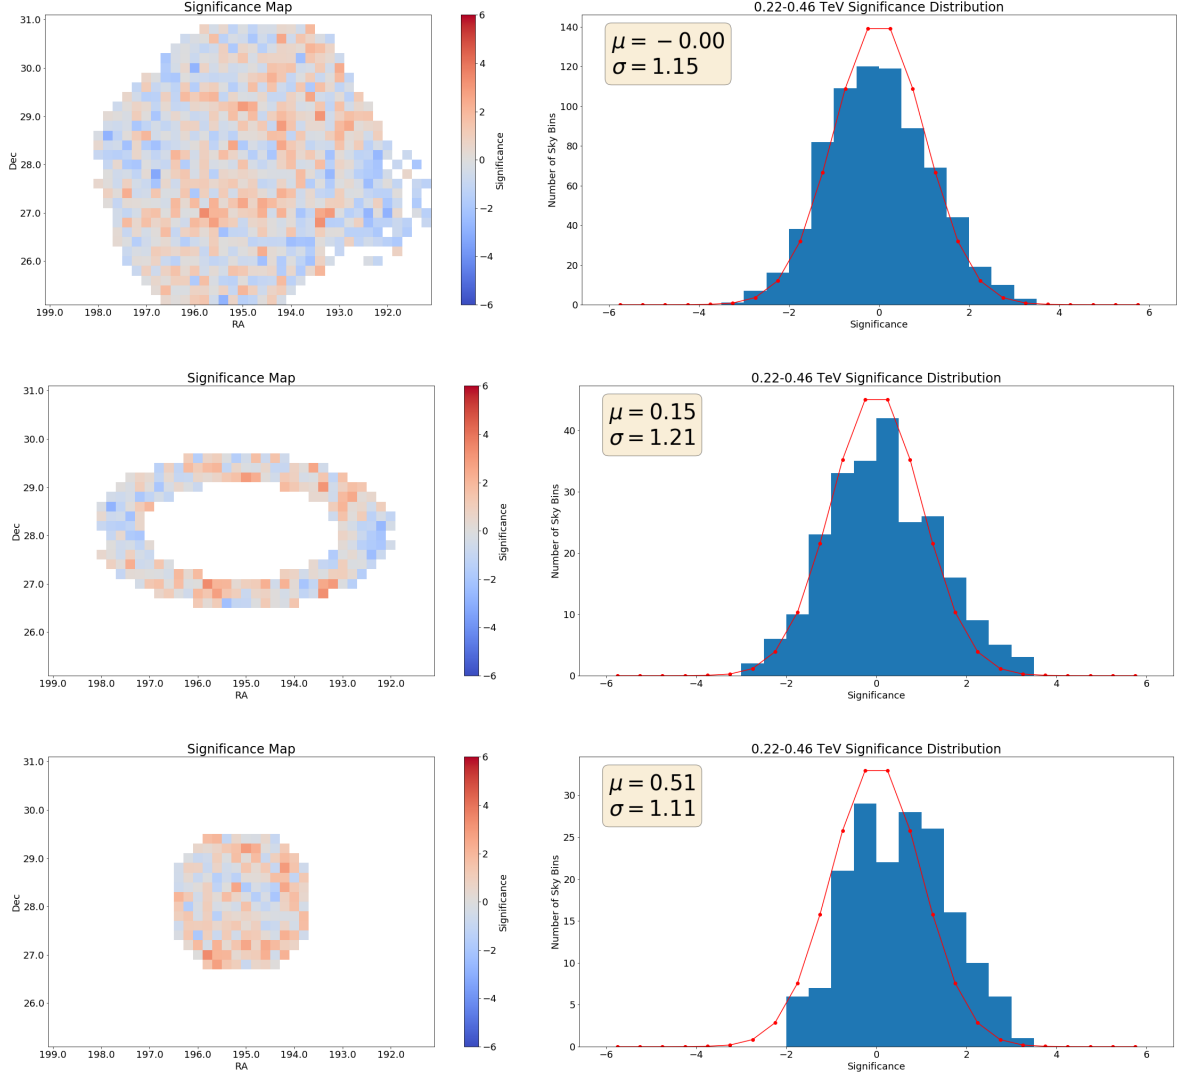 Significance Map
31.0
30.0
29.0
28.0
27.0
26.0
Dec
199.0 198.0 197.0 196.0 195.0 194.0 193.0 192.0
RA
6
4
2
0
−2
−4
−6
Significance
0.22-0.46 TeV Significance Distribution
μ = − 0.00
σ = 1.15
140
120
100
80
60
40
20
0
Number of Sky Bins
−6 −4 −2 0 2 4 6
Significance
Significance Map
31.0
30.0
29.0
28.0
27.0
26.0
Dec
199.0 198.0 197.0 196.0 195.0 194.0 193.0 192.0
RA
6
4
2
0
−2
−4
−6
Significance
0.22-0.46 TeV Significance Distribution
μ = 0.15
σ = 1.21
40
30
20
10
0
Number of Sky Bins
−6 −4 −2 0 2 4 6
Significance
Significance Map
31.0
30.0
29.0
28.0
27.0
26.0
Dec
199.0 198.0 197.0 196.0 195.0 194.0 193.0 192.0
RA
6
4
2
0
−2
−4
−6
Significance
0.22-0.46 TeV Significance Distribution
μ = 0.51
σ = 1.11
30
25
20
15
10
5
0
Number of Sky Bins
−6 −4 −2 0 2 4 6
Significance